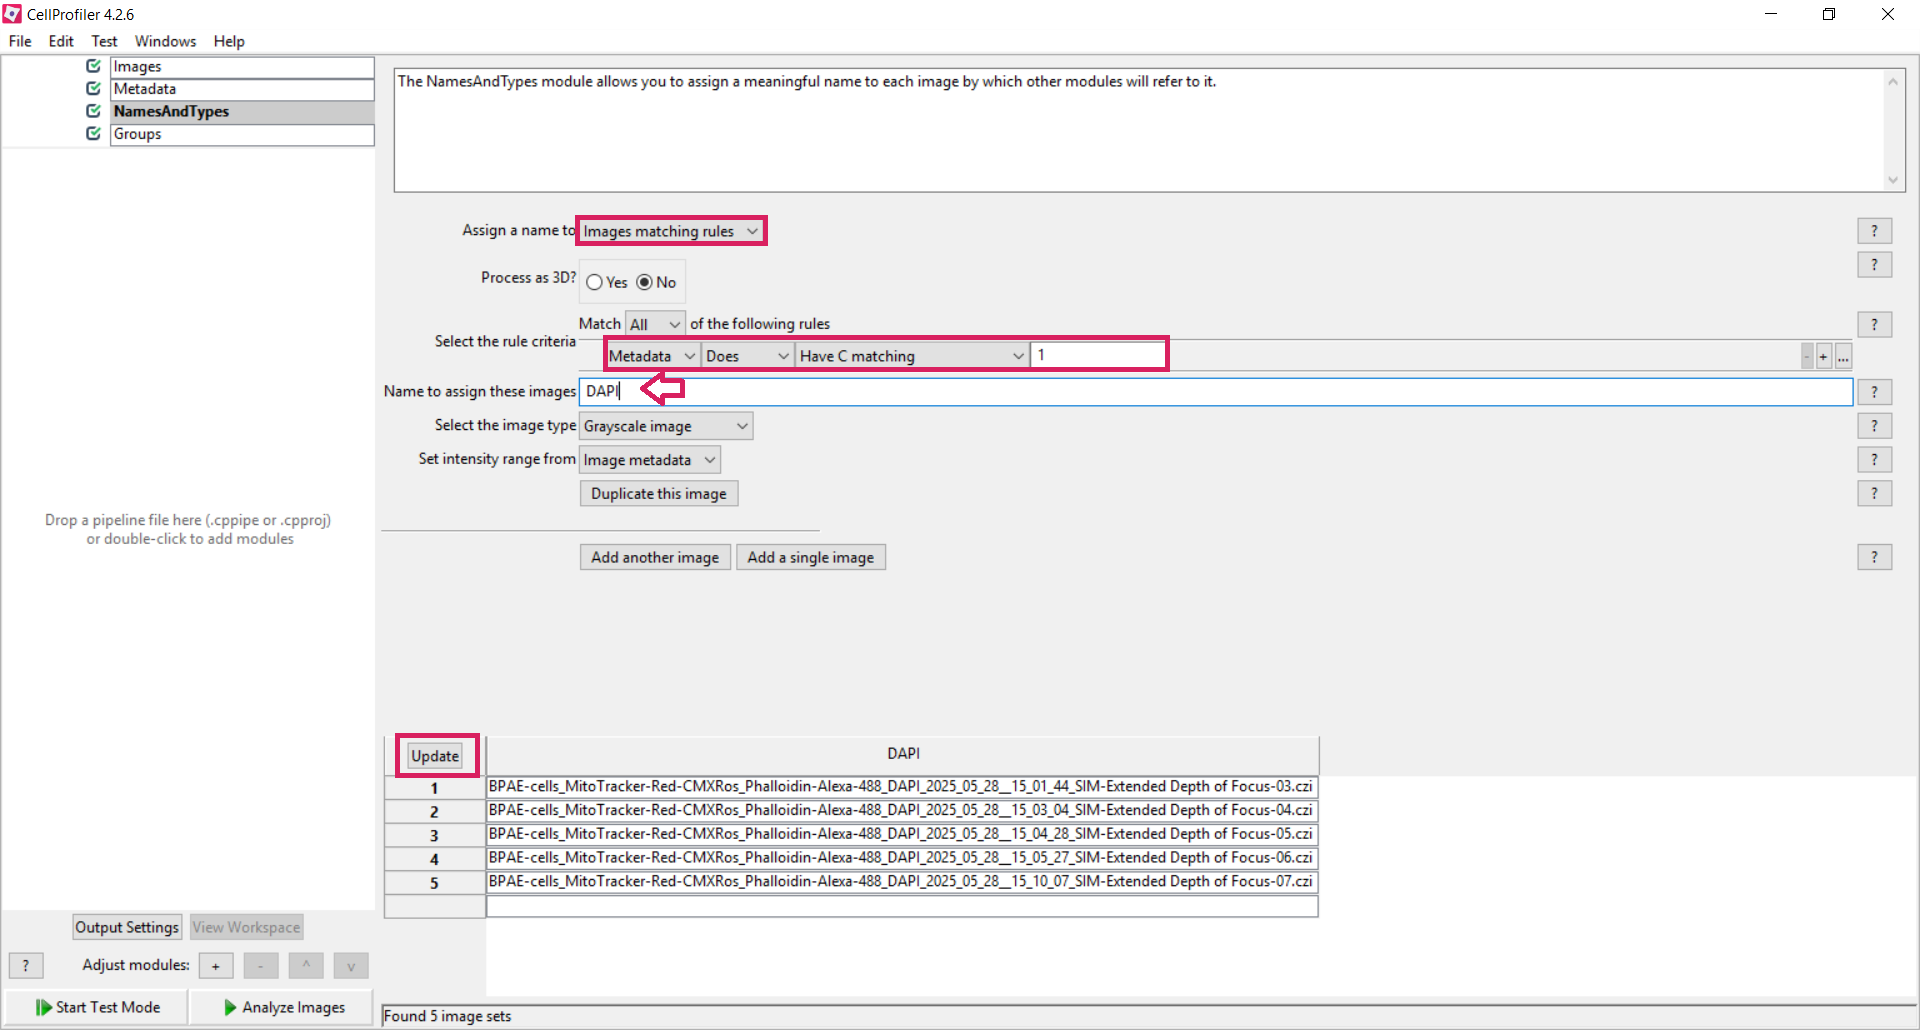 CellProfiler 4.2.6
File Edit Test Windows Help
Images
Metadata
NamesAndTypes
Groups
Drop a pipeline file here (.cppipe or .cpproj)
or double-click to add modules
Output Settings View Workspace
? Adjust modules: + - ^ v
Start Test Mode Analyze Images
The NamesAndTypes module allows you to assign a meaningful name to each image by which other modules will refer to it.
Assign a name to Images matching rules ?
Process as 3D? Yes No ?
Match All of the following rules ?
Select the rule criteria
Metadata Does Have C matching 1 - + ...
Name to assign these images DAPI ?
Select the image type Grayscale image ?
Set intensity range from Image metadata ?
Duplicate this image ?
Add another image Add a single image ?
Update DAPI
1 BPAE-cells_MitoTracker-Red-CMXRos_Phalloidin-Alexa-488_DAPI_2025_05_28__15_01_44_SIM-Extended Depth of Focus-03.czi
2 BPAE-cells_MitoTracker-Red-CMXRos_Phalloidin-Alexa-488_DAPI_2025_05_28__15_03_04_SIM-Extended Depth of Focus-04.czi
3 BPAE-cells_MitoTracker-Red-CMXRos_Phalloidin-Alexa-488_DAPI_2025_05_28__15_04_28_SIM-Extended Depth of Focus-05.czi
4 BPAE-cells_MitoTracker-Red-CMXRos_Phalloidin-Alexa-488_DAPI_2025_05_28__15_05_27_SIM-Extended Depth of Focus-06.czi
5 BPAE-cells_MitoTracker-Red-CMXRos_Phalloidin-Alexa-488_DAPI_2025_05_28__15_10_07_SIM-Extended Depth of Focus-07.czi
Found 5 image sets